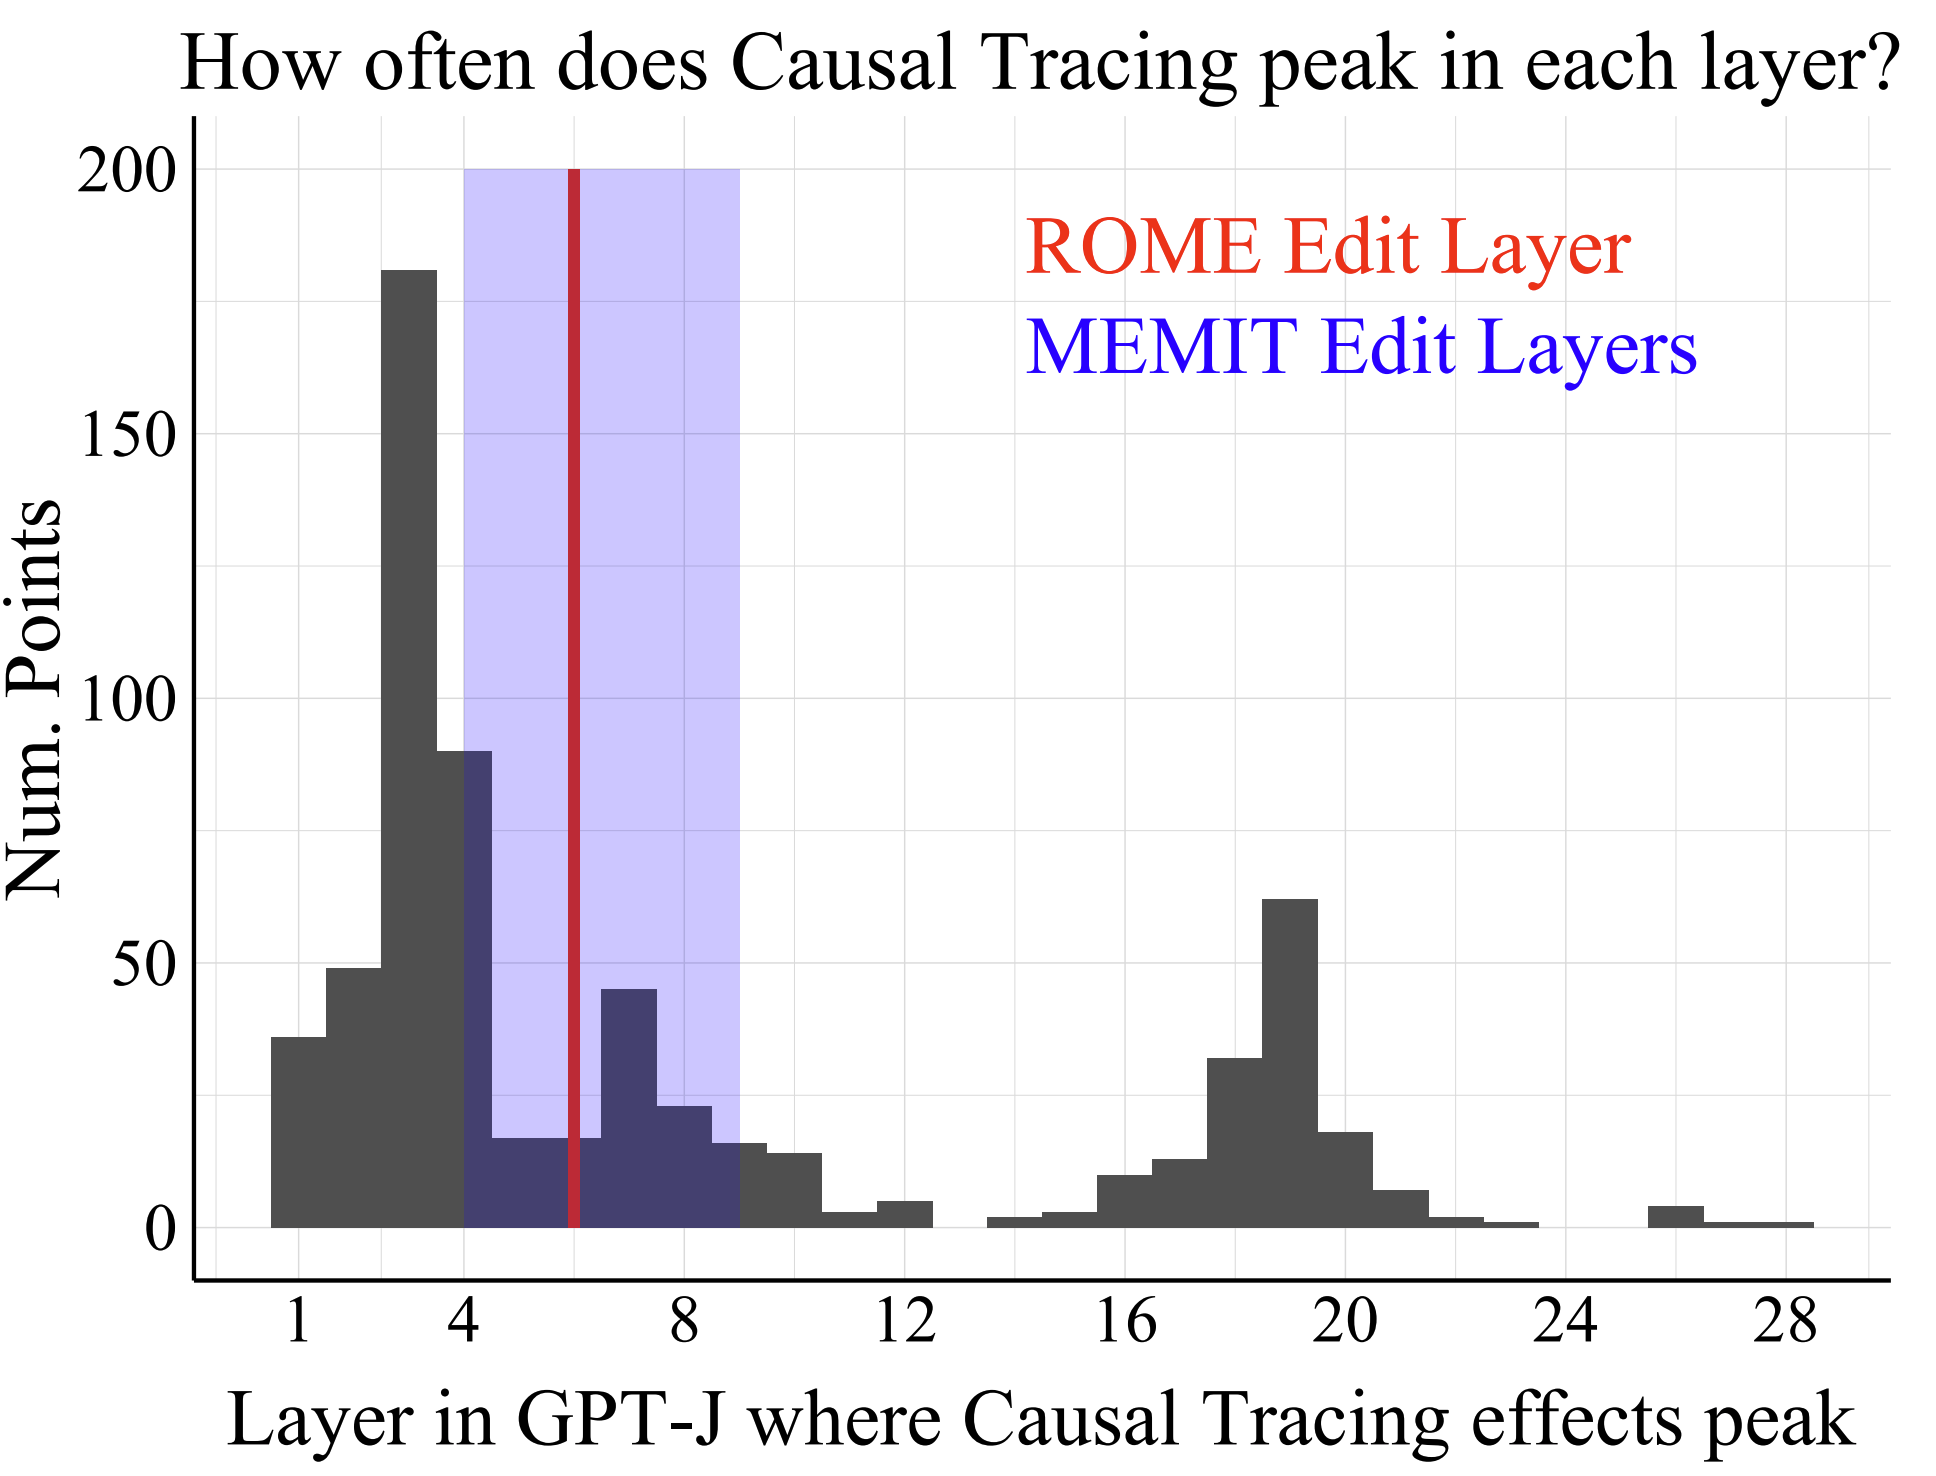 How often does Causal Tracing peak in each layer?
200
150
100
50
0
Num. Points
ROME Edit Layer
MEMIT Edit Layers
1 4 8 12 16 20 24 28
Layer in GPT-J where Causal Tracing effects peak